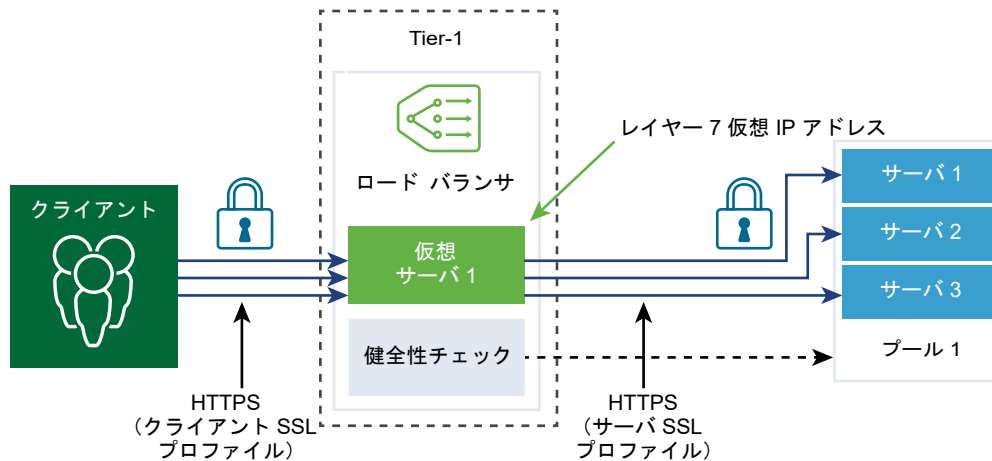 Tier-1
レイヤー 7 仮想 IP アドレス
ロード バランサ
クライアント
仮想
サーバ 1
サーバ 1
サーバ 2
サーバ 3
プール 1
健全性チェック
HTTPS
(クライアント SSL
プロファイル)
HTTPS
(サーバ SSL
プロファイル)